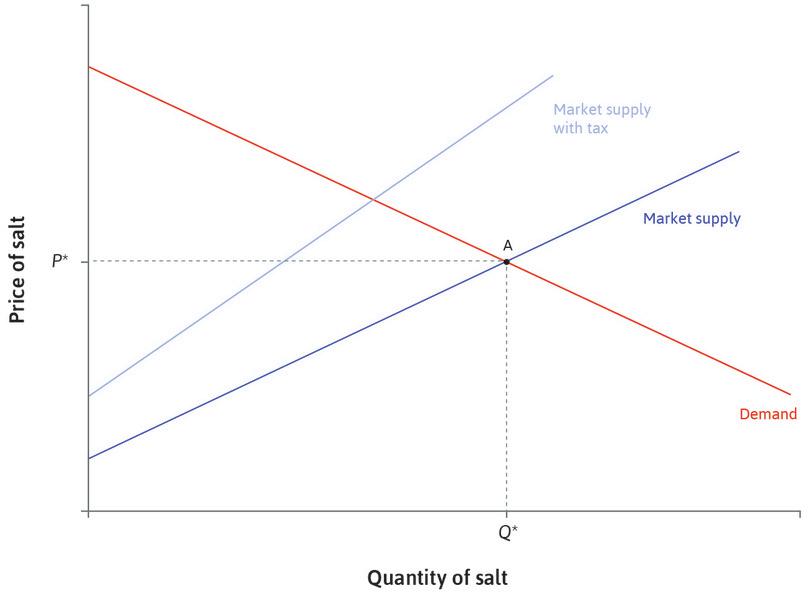 Market supply
with tax
Market supply
A
P*
Price of salt
Demand
Q*
Quantity of salt